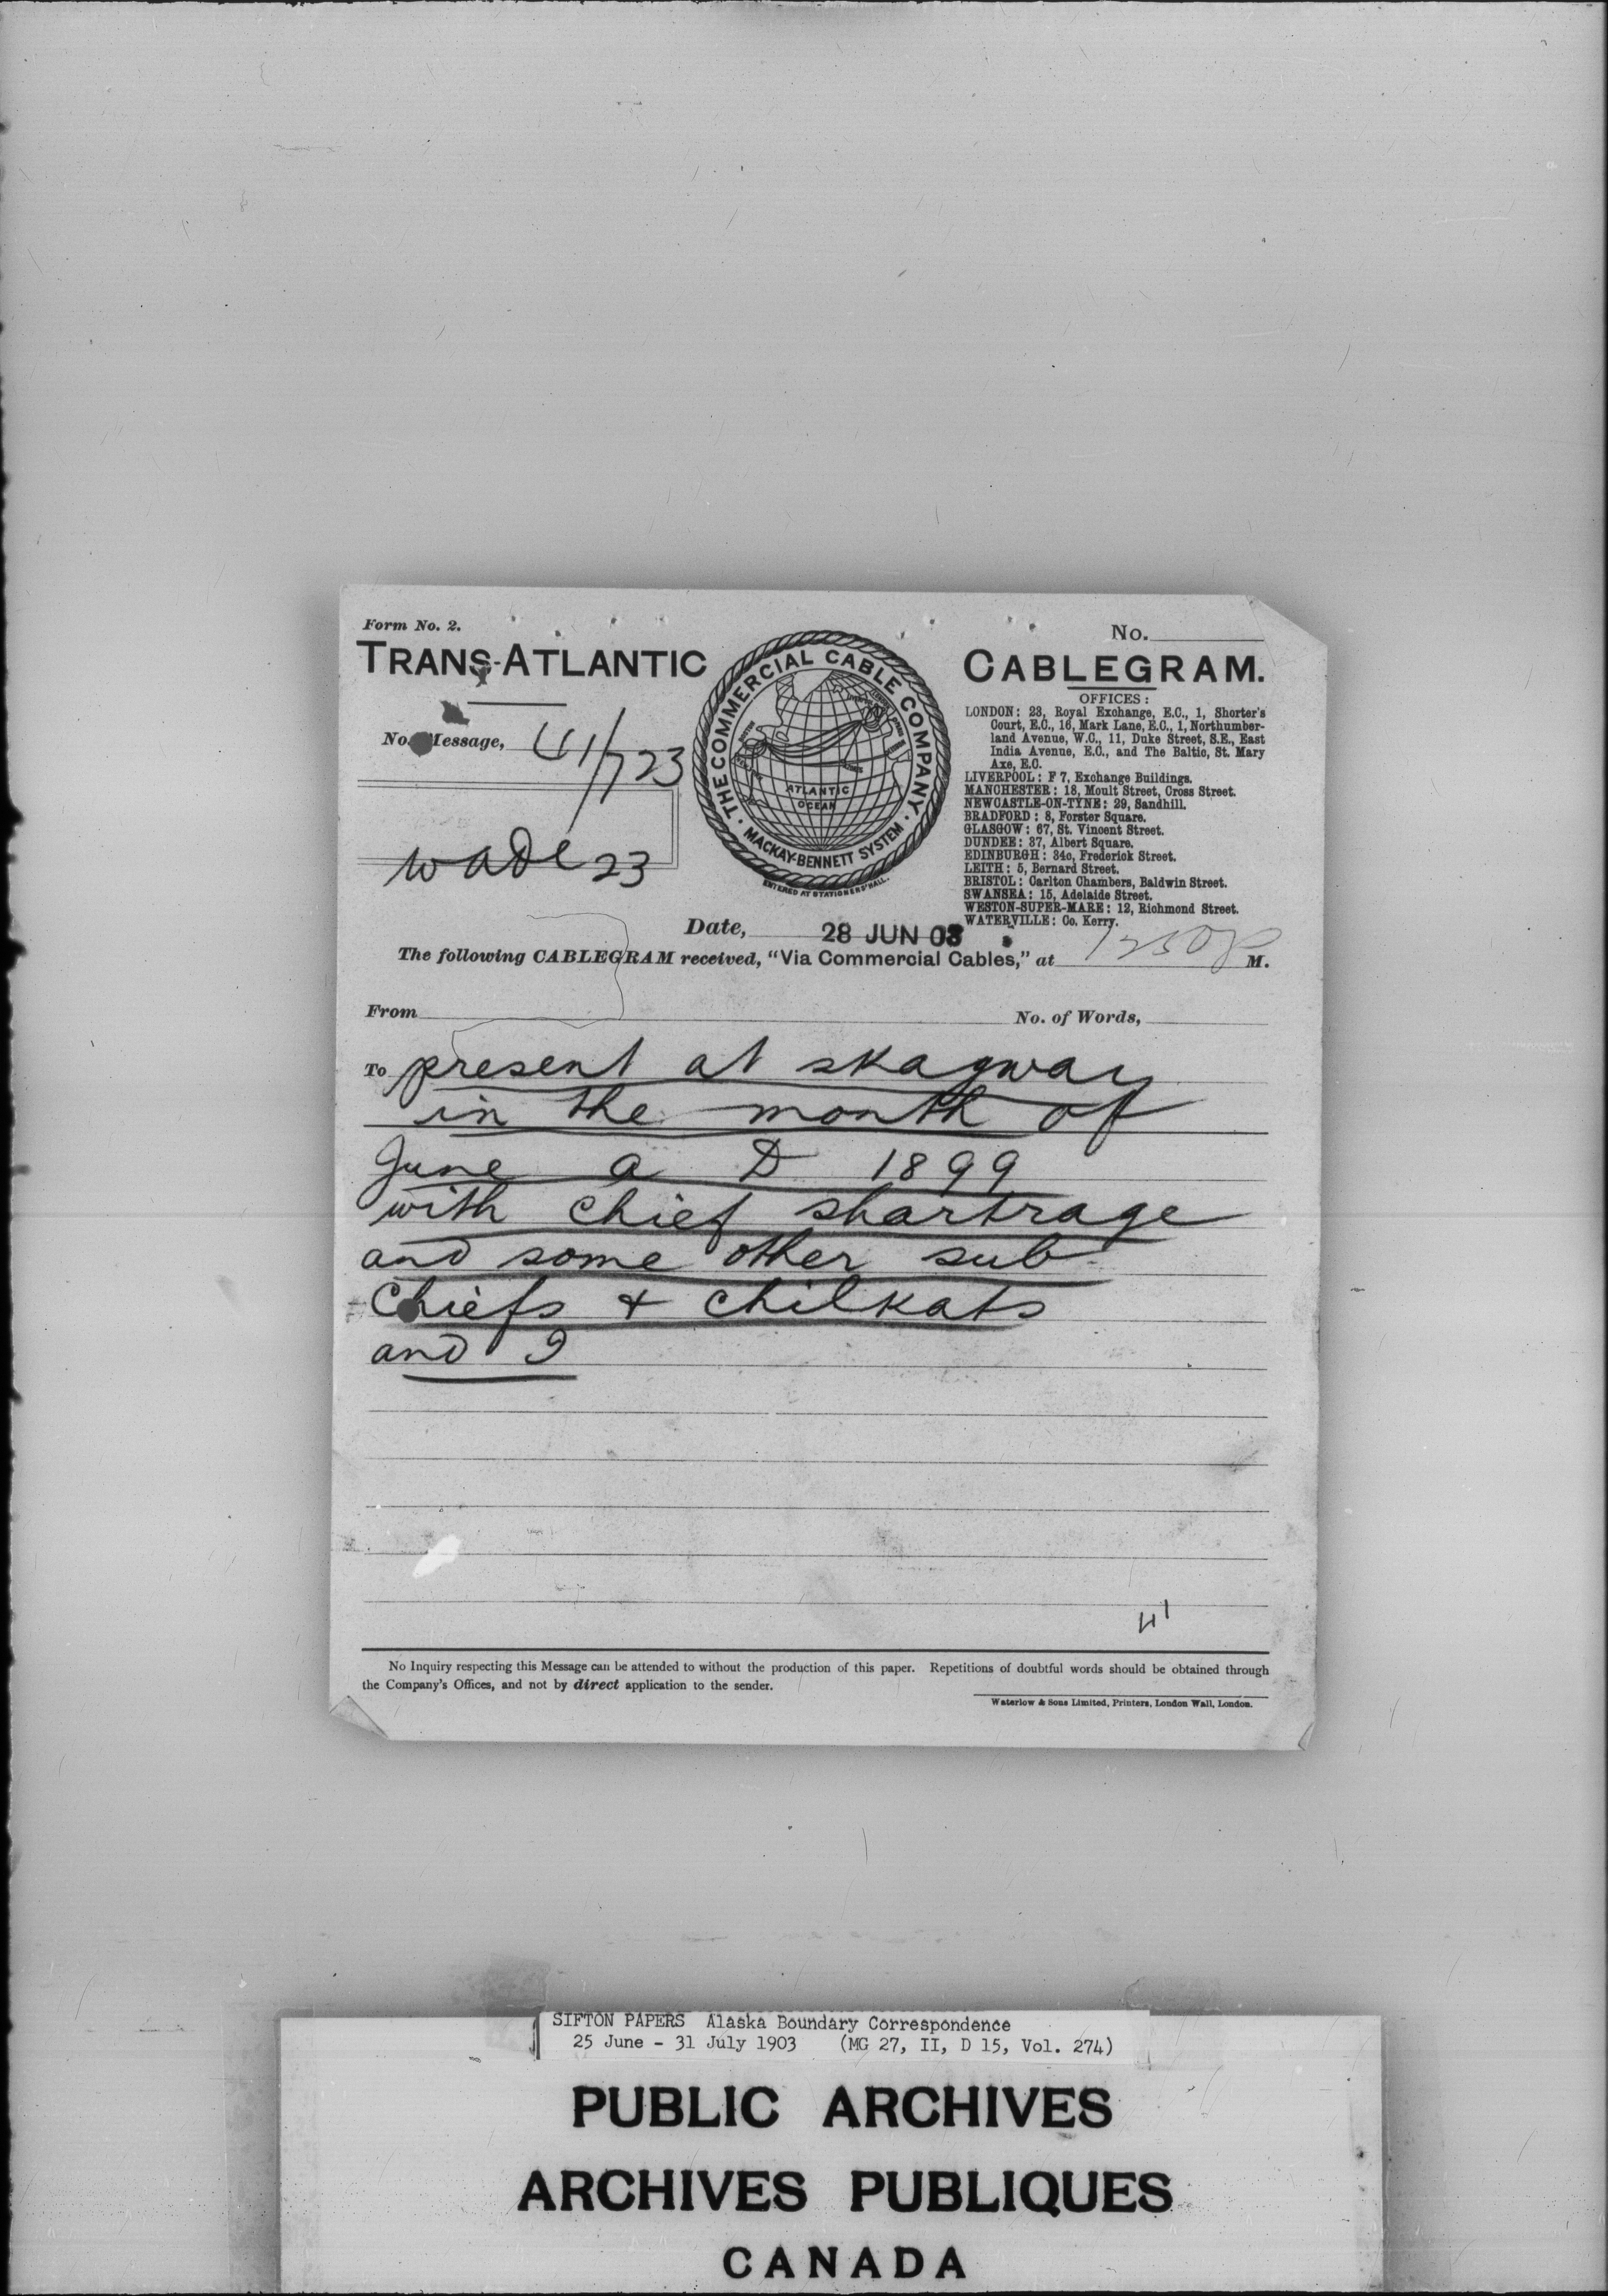 Form No. 2.
No.
TRANS-ATLANTIC
CABLEGRAM.
THE COMMERCIAL CABLE COMPANY
MACKAY-BENNETT SYSTEM
ATLANTIC
OCEAN
ENTERED AT STATIONERS' HALL.
No. Message, 41/723
wade 23
OFFICES:
LONDON: 23, Royal Exchange, E.C., 1, Shorter's
Court, E.C., 16, Mark Lane, E.C., 1, Northumber-
land Avenue, W.C., 11, Duke Street, S.E., East
India Avenue, E.C., and The Baltic, St. Mary
Axe, E.C.
LIVERPOOL: F 7, Exchange Buildings.
MANCHESTER: 18, Moult Street, Cross Street.
NEWCASTLE-ON-TYNE: 29, Sandhill.
BRADFORD: 8, Forster Square.
GLASGOW: 67, St. Vincent Street.
DUNDEE: 37, Albert Square.
EDINBURGH: 34c, Frederick Street.
LEITH: 5, Bernard Street.
BRISTOL: Carlton Chambers, Baldwin Street.
SWANSEA: 15, Adelaide Street.
WESTON-SUPER-MARE: 12, Richmond Street.
WATERVILLE: Co. Kerry.
Date, 28 JUN 03
The following CABLEGRAM received, "Via Commercial Cables," at 1250p M.
From
No. of Words,
To present at skagway
in the month of
June a D 1899
with chief shartrage
and some other sub
chiefs + chilkats
and I
41
No Inquiry respecting this Message can be attended to without the production of this paper. Repetitions of doubtful words should be obtained through
the Company's Offices, and not by direct application to the sender.
Waterlow & Sons Limited, Printers, London Wall, London.
SIFTON PAPERS Alaska Boundary Correspondence
25 June - 31 July 1903 (MG 27, II, D 15, Vol. 274)
PUBLIC ARCHIVES
ARCHIVES PUBLIQUES
CANADA